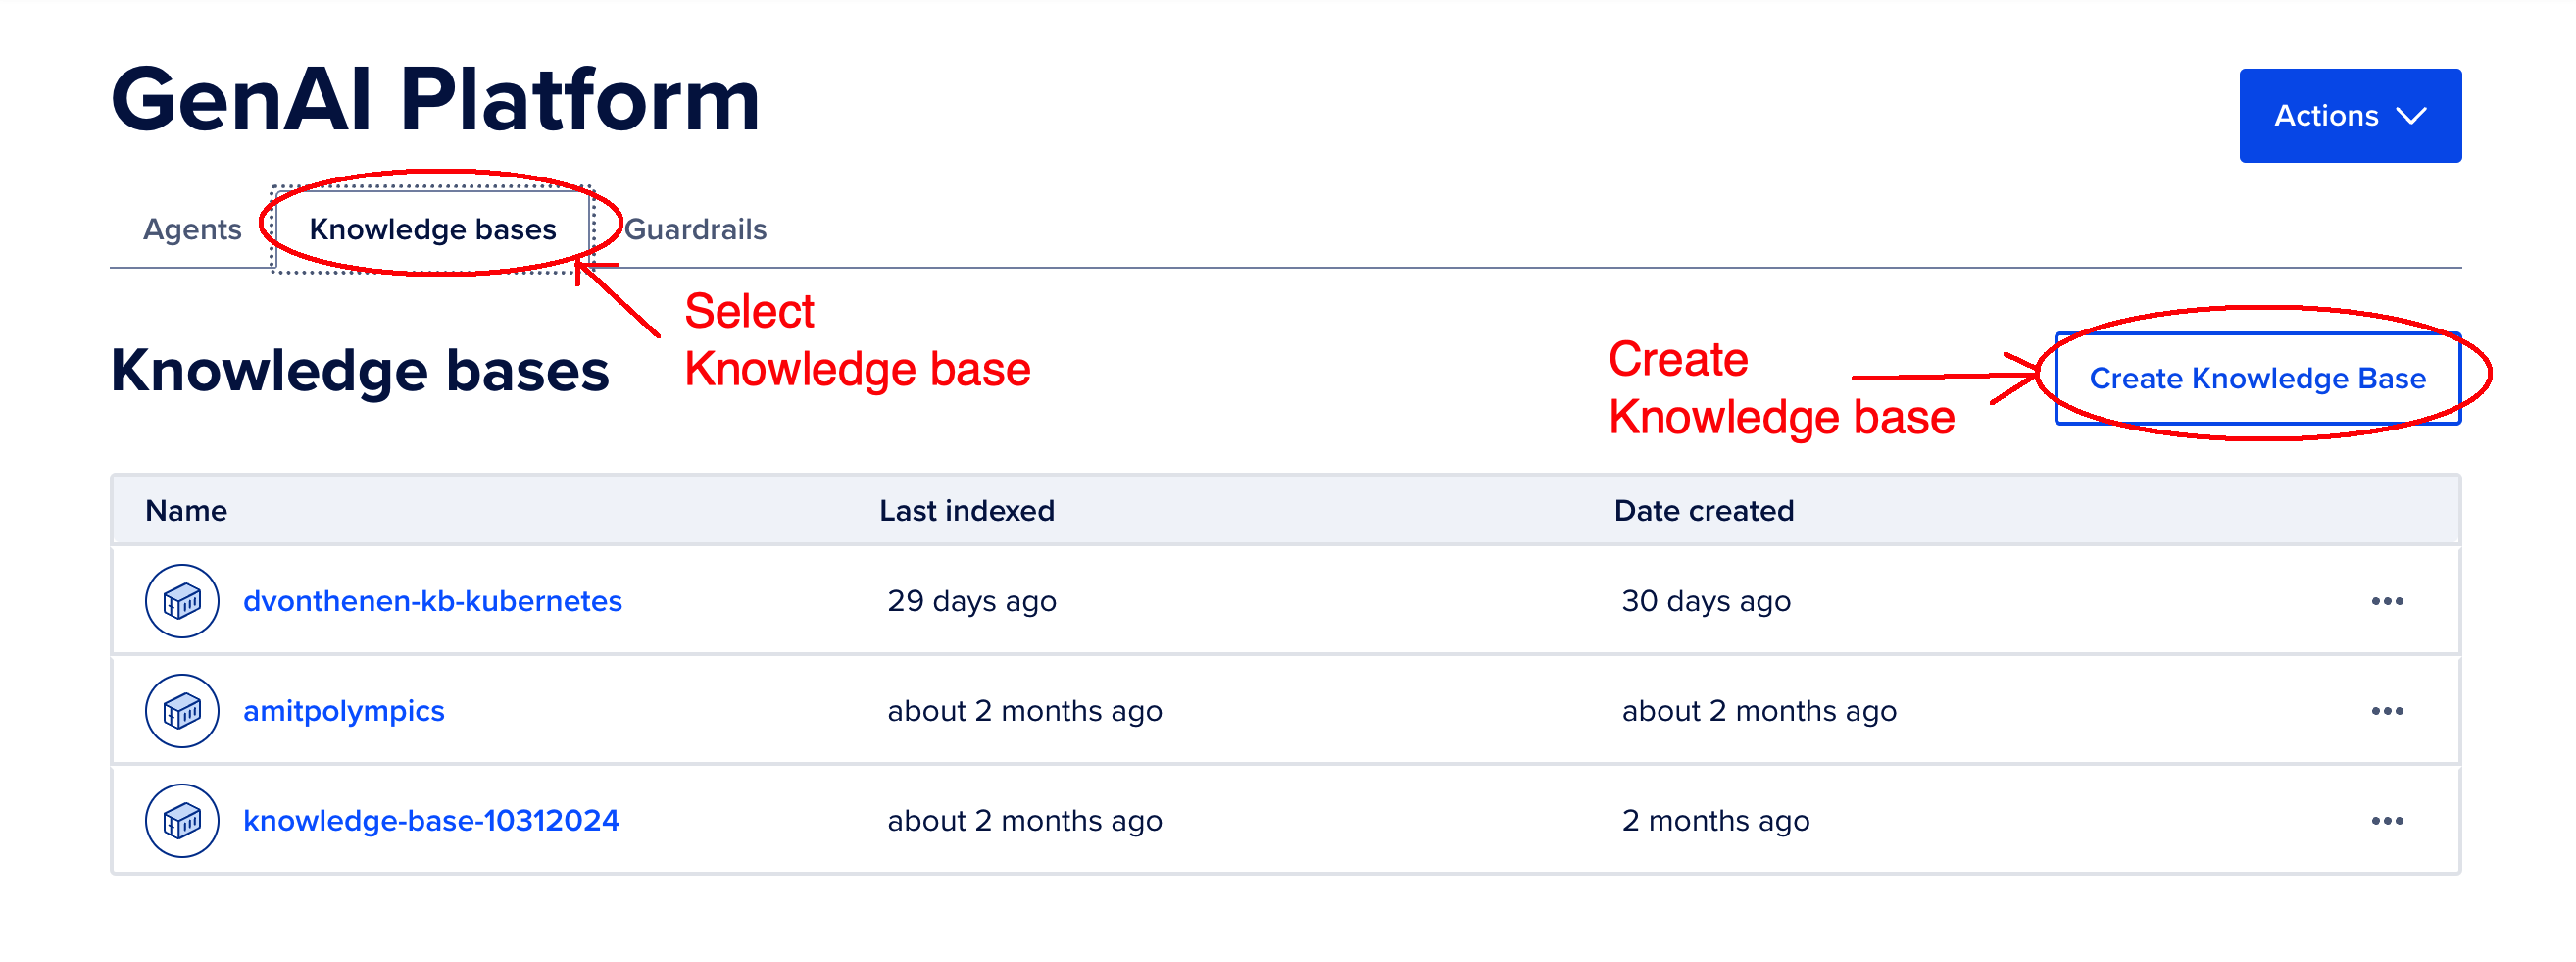 GenAI Platform
Actions
Agents Knowledge bases Guardrails
Select
Knowledge base
Knowledge bases
Create
Knowledge base
Create Knowledge Base
Name Last indexed Date created
dvonthenen-kb-kubernetes 29 days ago 30 days ago
amitpolympics about 2 months ago about 2 months ago
knowledge-base-10312024 about 2 months ago 2 months ago